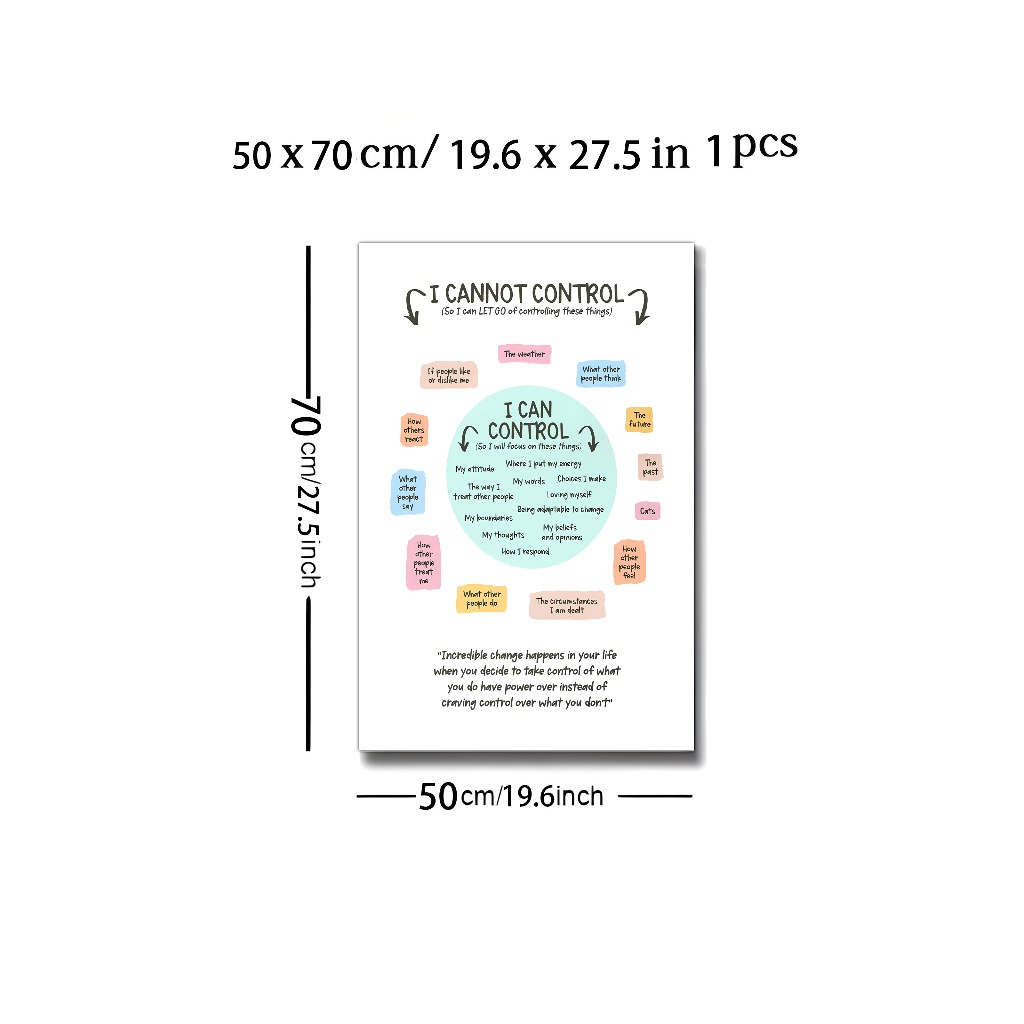 50 x 70 cm/ 19.6 x 27.5 in 1 pcs
I CANNOT CONTROL
(So I can LET GO of controlling these things)
The weather
If people like
or dislike me
What other
people think
How
others
react
The
future
What
other
people
say
The
past
Cats
How
other
people
treat
me
How
other
people
feel
What other
people do
The circumstances
I am dealt
I CAN
CONTROL
(So I will focus on these things)
My attitude
Where I put my energy
My words
Choices I make
The way I
treat other people
Loving myself
Being adaptable to change
My boundaries
My thoughts
My beliefs
and opinions
How I respond
"Incredible change happens in your life
when you decide to take control of what
you do have power over instead of
craving control over what you don't"
70 cm/27.5inch
50cm/19.6inch